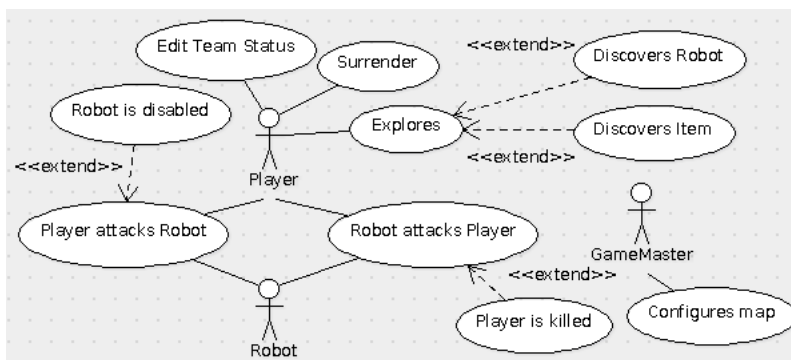 Edit Team Status
<<extend>>
Discovers Robot
Surrender
Robot is disabled
Explores
Discovers Item
<<extend>>
<<extend>>
Player
Player attacks Robot
Robot attacks Player
GameMaster
<<extend>>
Configures map
Player is killed
Robot